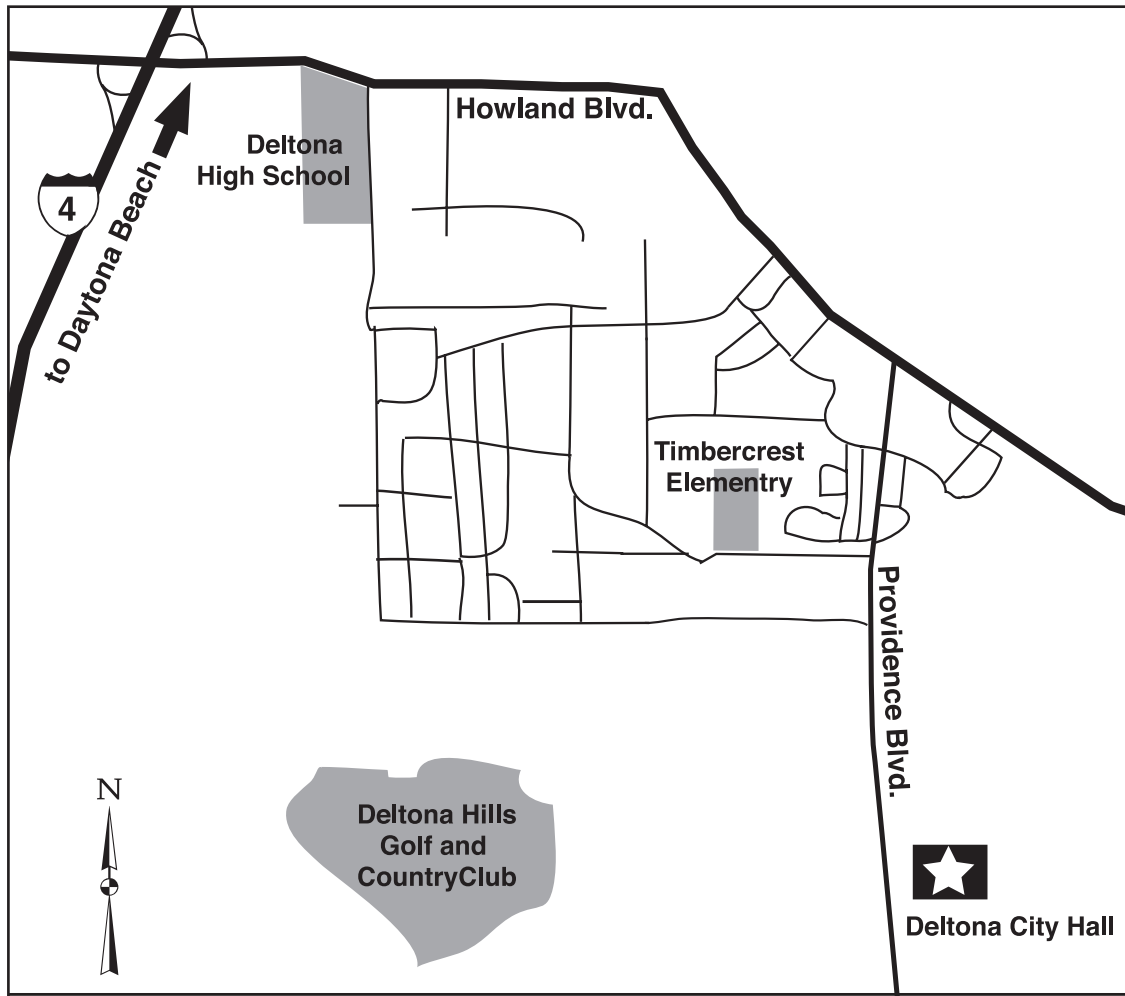 Howland Blvd.
Deltona
High School
4
to Daytona Beach
Timbercrest
Elementry
Providence Blvd.
N
Deltona Hills
Golf and
CountryClub
Deltona City Hall